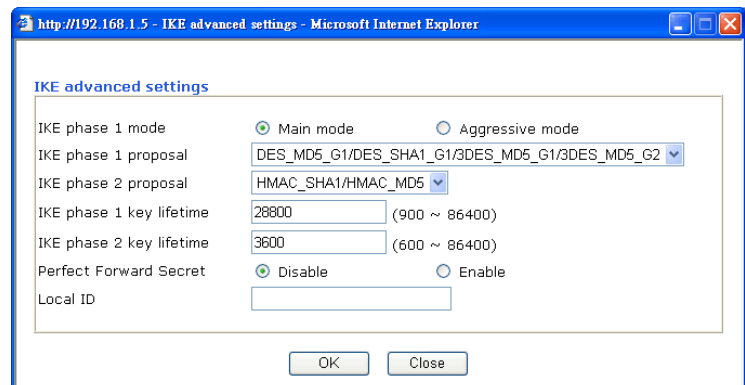 http://192.168.1.5 - IKE advanced settings - Microsoft Internet Explorer
IKE advanced settings
IKE phase 1 mode Main mode Aggressive mode
IKE phase 1 proposal DES_MD5_G1/DES_SHA1_G1/3DES_MD5_G1/3DES_MD5_G2
IKE phase 2 proposal HMAC_SHA1/HMAC_MD5
IKE phase 1 key lifetime 28800 (900 ~ 86400)
IKE phase 2 key lifetime 3600 (600 ~ 86400)
Perfect Forward Secret Disable Enable
Local ID
OK Close